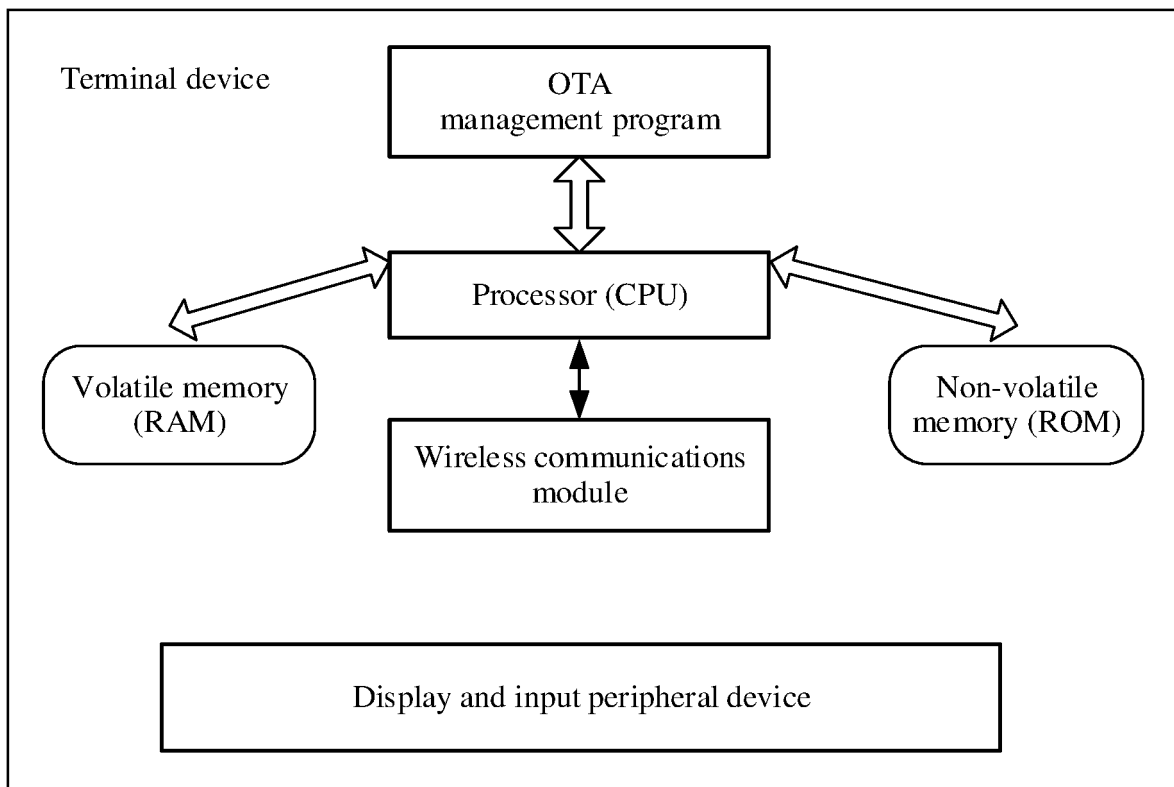 Terminal device
OTA
management program
Processor (CPU)
Volatile memory
(RAM)
Non-volatile
memory (ROM)
Wireless communications
module
Display and input peripheral device